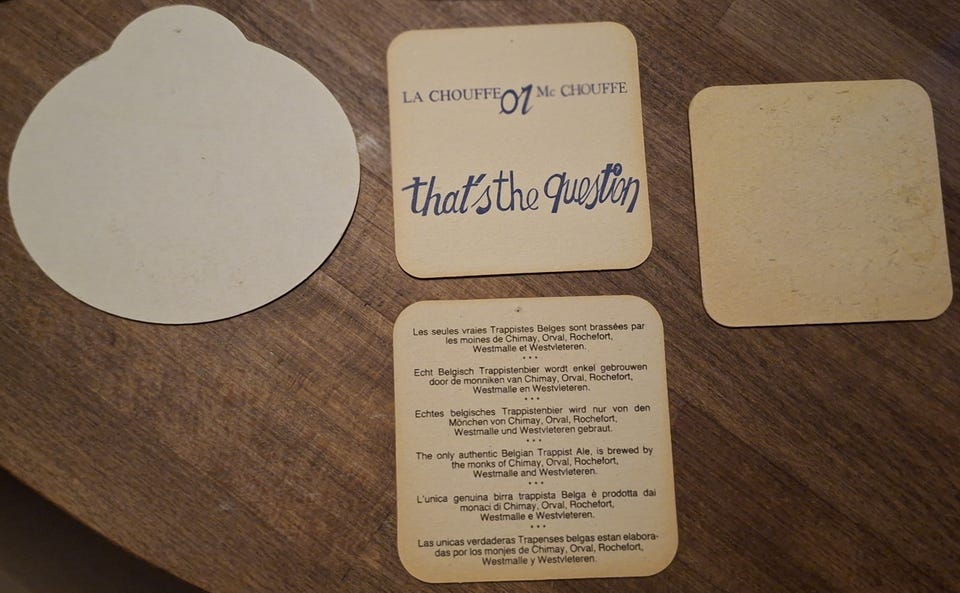 LA CHOUFFE or Mc CHOUFFE
that's the question
Les seules vraies Trappistes Belges sont brassées par
les moines de Chimay, Orval, Rochefort,
Westmalle et Westvleteren.
* * *
Echt Belgisch Trappistenbier wordt enkel gebrouwen
door de monniken van Chimay, Orval, Rochefort,
Westmalle en Westvleteren.
* * *
Echtes belgisches Trappistenbier wird nur von den
Mönchen von Chimay, Orval, Rochefort,
Westmalle und Westvleteren gebraut.
* * *
The only authentic Belgian Trappist Ale, is brewed by
the monks of Chimay, Orval, Rochefort,
Westmalle and Westvleteren.
* * *
L'unica genuina birra trappista Belga è prodotta dai
monaci di Chimay, Orval, Rochefort,
Westmalle e Westvleteren.
* * *
Las unicas verdaderas Trapenses belgas estan elabora-
das por los monjes de Chimay, Orval, Rochefort,
Westmalle y Westvleteren.